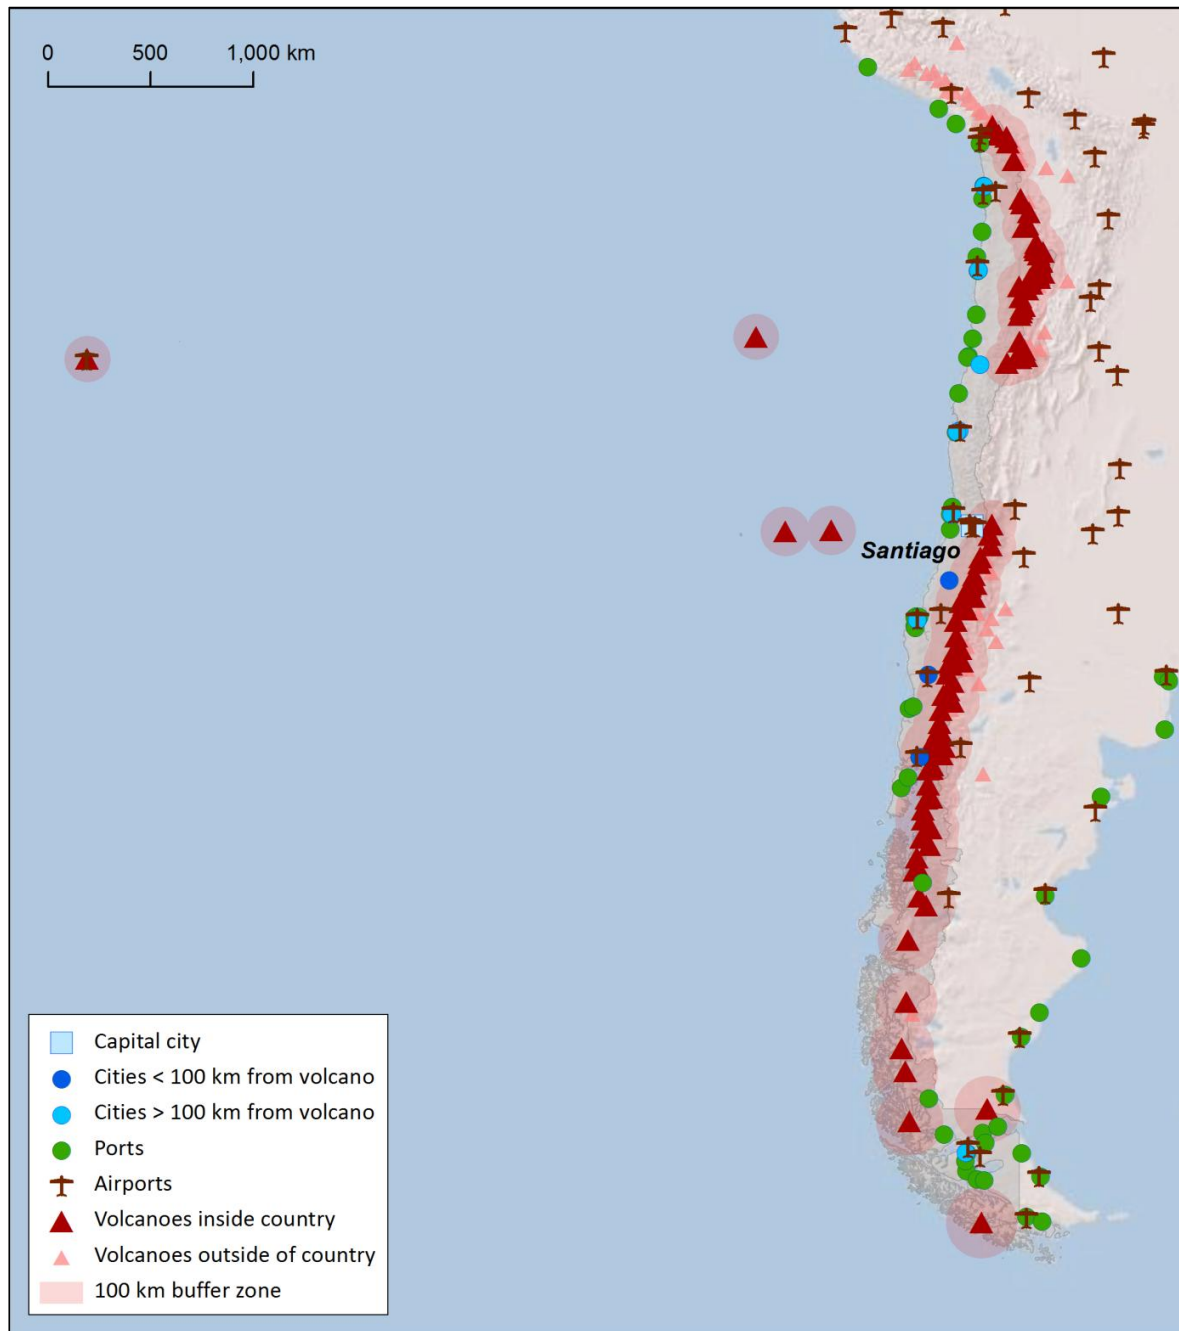 0 500 1,000 km
Santiago
Capital city
Cities < 100 km from volcano
Cities > 100 km from volcano
Ports
Airports
Volcanoes inside country
Volcanoes outside of country
100 km buffer zone